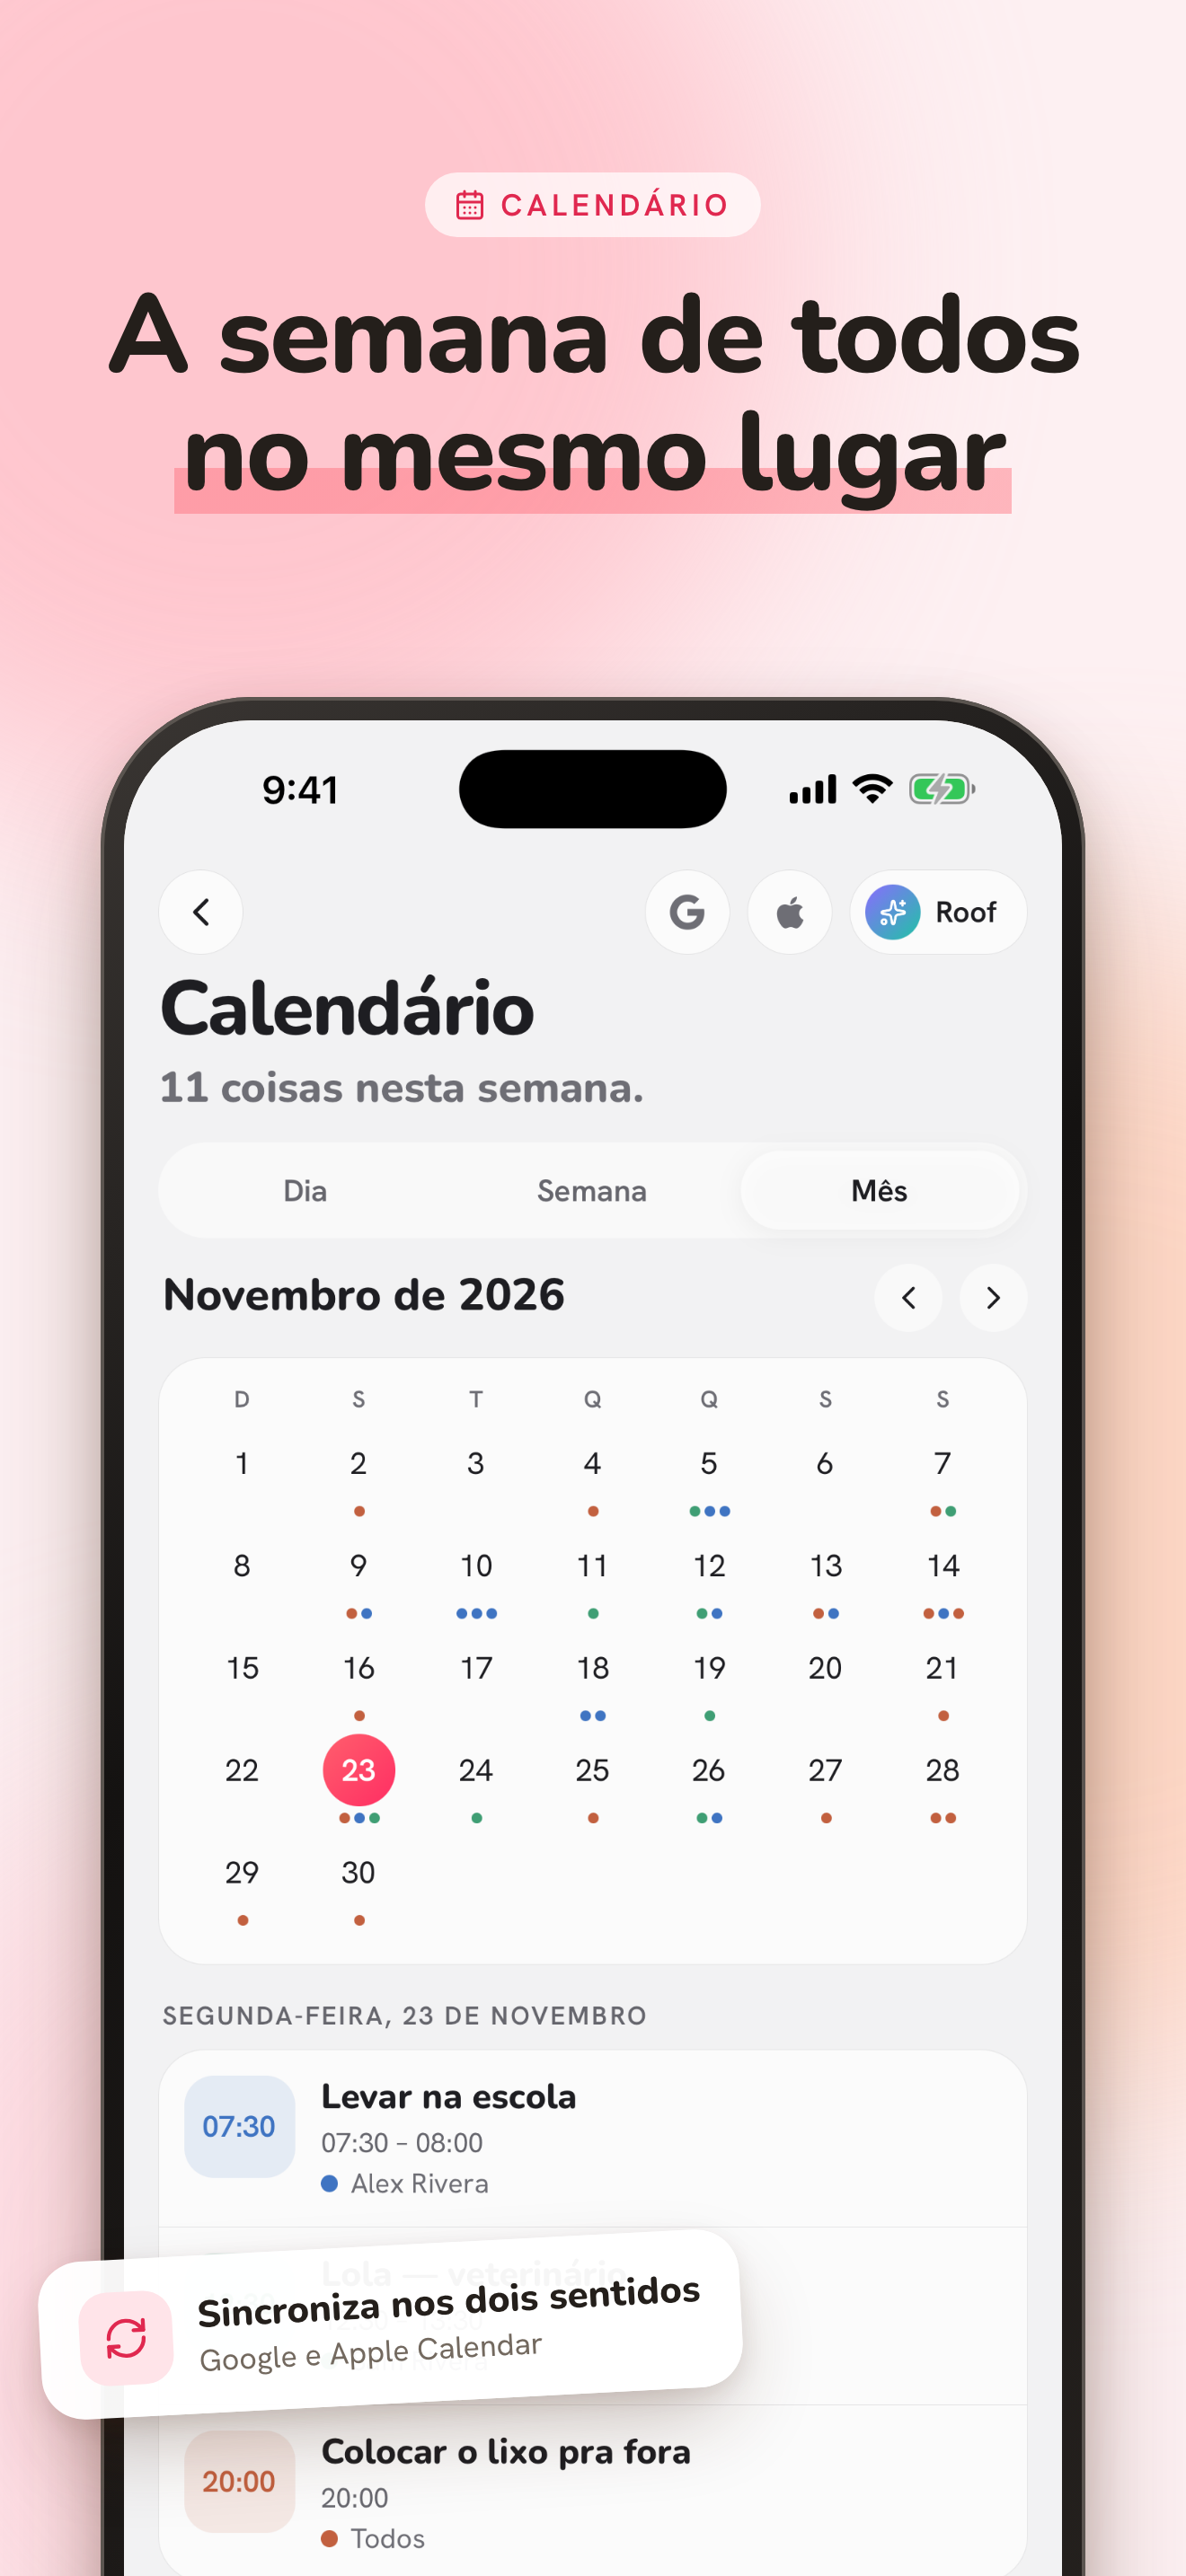 CALENDÁRIO
A semana de todos
no mesmo lugar
9:41
G
Roof
Calendário
11 coisas nesta semana.
Dia Semana Mês
Novembro de 2026
D S T Q Q S S
1 2 3 4 5 6 7
8 9 10 11 12 13 14
15 16 17 18 19 20 21
22 23 24 25 26 27 28
29 30
SEGUNDA-FEIRA, 23 DE NOVEMBRO
07:30
Levar na escola
07:30 – 08:00
Alex Rivera
Lola — veterinário
Sincroniza nos dois sentidos
Google e Apple Calendar
20:00
Colocar o lixo pra fora
20:00
Todos